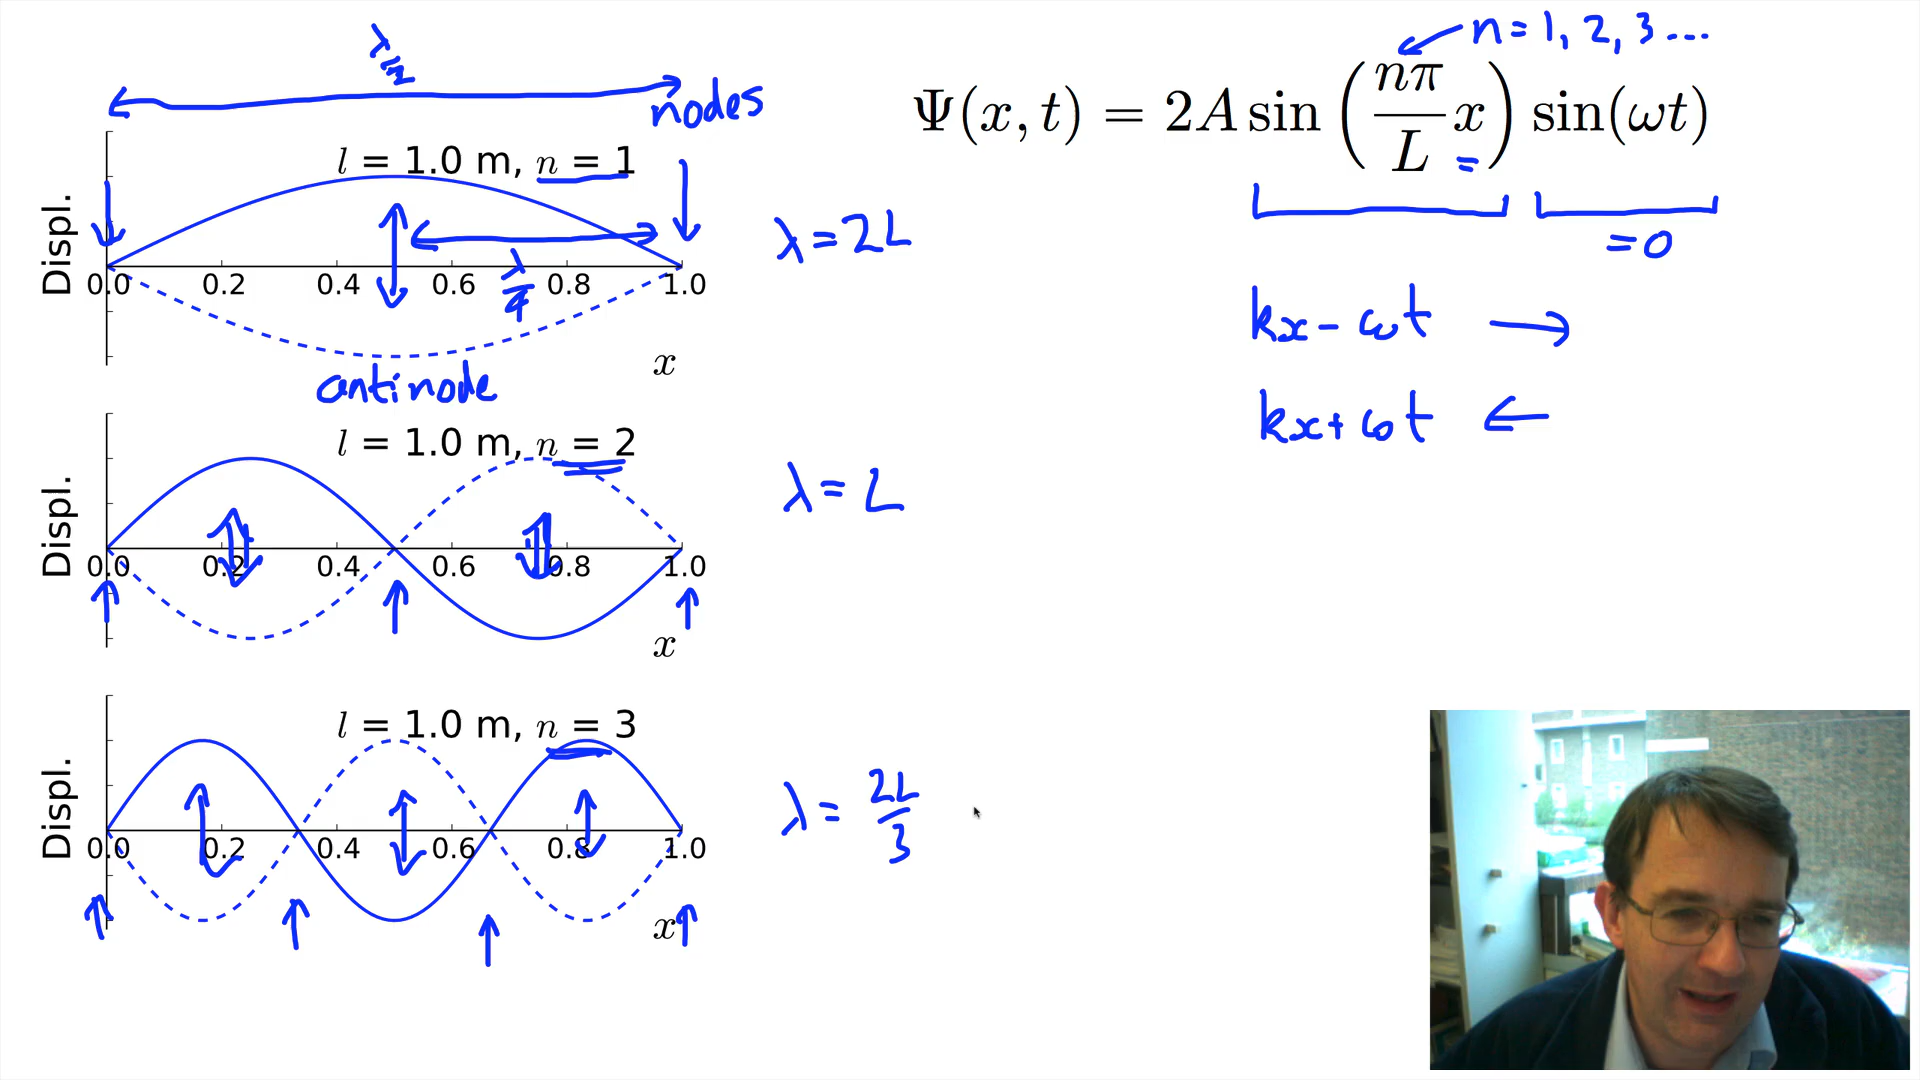 λ/2
nodes
l = 1.0 m, n = 1
Displ.
0.0 0.2 0.4 0.6 0.8 1.0
λ/4
x
antinode
λ = 2L
l = 1.0 m, n = 2
Displ.
0.0 0.2 0.4 0.6 0.8 1.0
x
λ = L
l = 1.0 m, n = 3
Displ.
0.0 0.2 0.4 0.6 0.8 1.0
x
λ = 2L/3
n = 1, 2, 3 ...
Ψ(x, t) = 2A sin (nπ/L x) sin(ωt)
=
= 0
kx - ωt →
kx + ωt ←